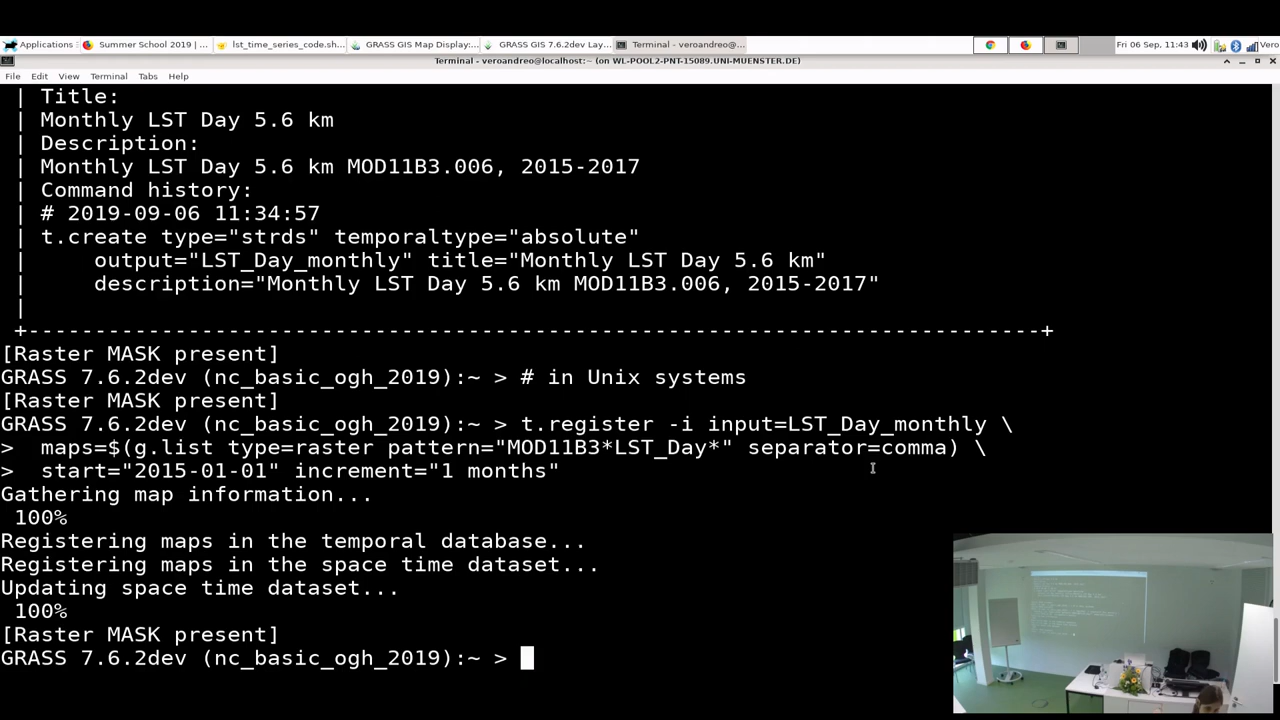 Applications
Summer School 2019 | ...
lst_time_series_code.sh...
GRASS GIS Map Display:...
GRASS GIS 7.6.2dev Lay...
Terminal - veroandreo@...
Fri 06 Sep, 11:43
Vero
Terminal - veroandreo@localhost:~ (on WL-POOL2-PNT-15089.UNI-MUENSTER.DE)
File Edit View Terminal Tabs Help
| Title:
| Monthly LST Day 5.6 km
| Description:
| Monthly LST Day 5.6 km MOD11B3.006, 2015-2017
| Command history:
| # 2019-09-06 11:34:57
| t.create type="strds" temporaltype="absolute"
|     output="LST_Day_monthly" title="Monthly LST Day 5.6 km"
|     description="Monthly LST Day 5.6 km MOD11B3.006, 2015-2017"
|
+----------------------------------------------------------------------------+
[Raster MASK present]
GRASS 7.6.2dev (nc_basic_ogh_2019):~ > # in Unix systems
[Raster MASK present]
GRASS 7.6.2dev (nc_basic_ogh_2019):~ > t.register -i input=LST_Day_monthly \
>  maps=$(g.list type=raster pattern="MOD11B3*LST_Day*" separator=comma) \
>  start="2015-01-01" increment="1 months"
Gathering map information...
 100%
Registering maps in the temporal database...
Registering maps in the space time dataset...
Updating space time dataset...
 100%
[Raster MASK present]
GRASS 7.6.2dev (nc_basic_ogh_2019):~ >